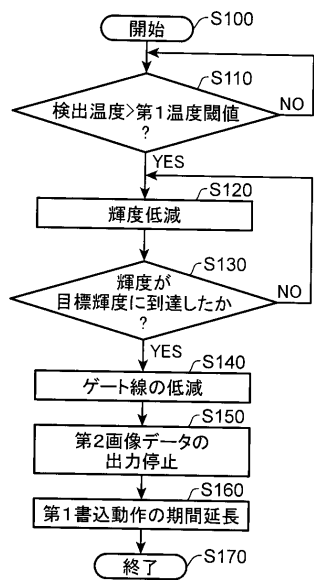 開始
S100
S110
検出温度>第1温度閾値
?
NO
YES
S120
輝度低減
S130
輝度が
目標輝度に到達したか
?
NO
YES
S140
ゲート線の低減
S150
第2画像データの
出力停止
S160
第1書込動作の期間延長
終了
S170